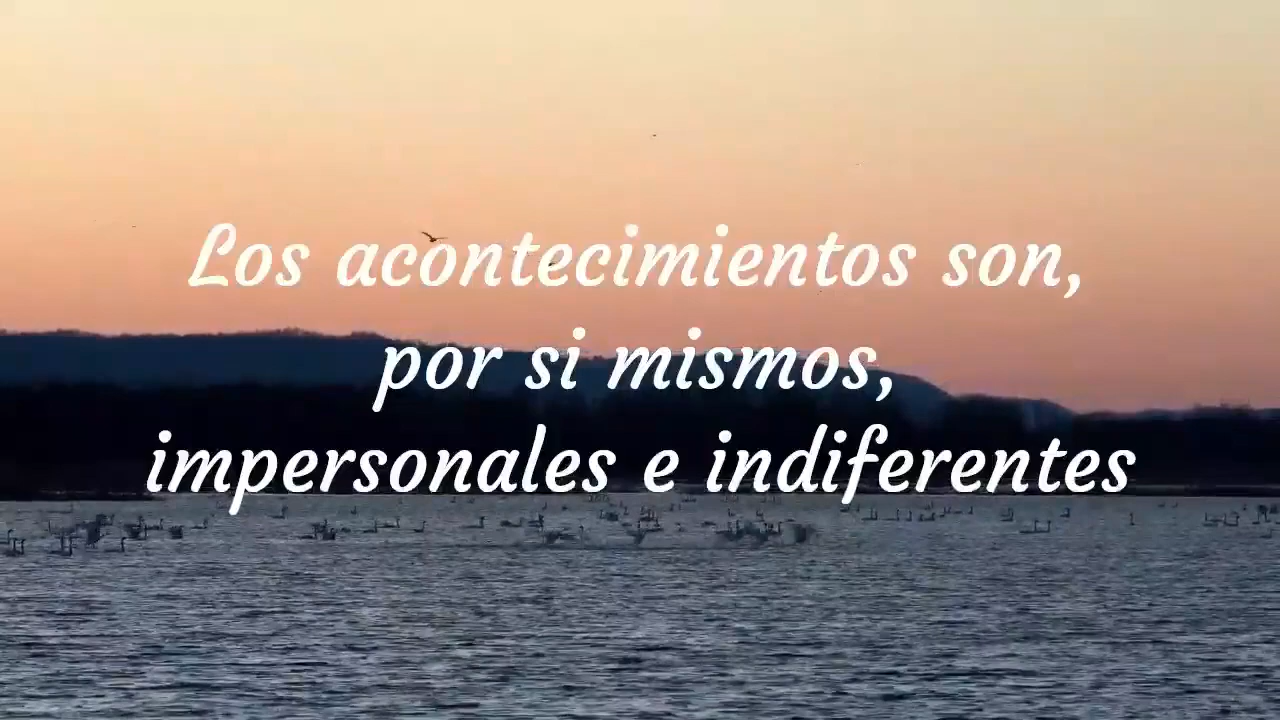 Los acontecimientos son,
por si mismos,
impersonales e indiferentes